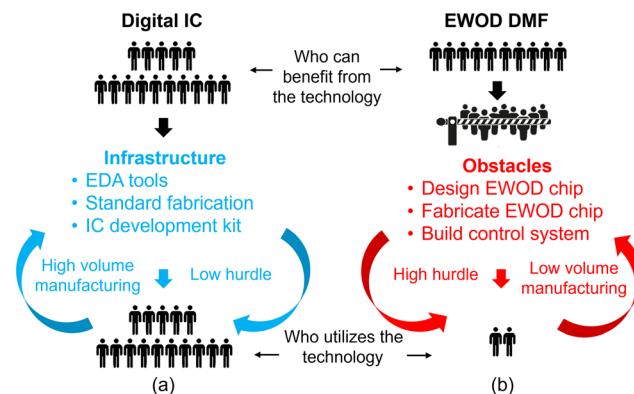 Digital IC
EWOD DMF
Who can
benefit from
the technology
Infrastructure
• EDA tools
• Standard fabrication
• IC development kit
Obstacles
• Design EWOD chip
• Fabricate EWOD chip
• Build control system
High volume
manufacturing
Low hurdle
High hurdle
Low volume
manufacturing
Who utilizes the
technology
(a)
(b)